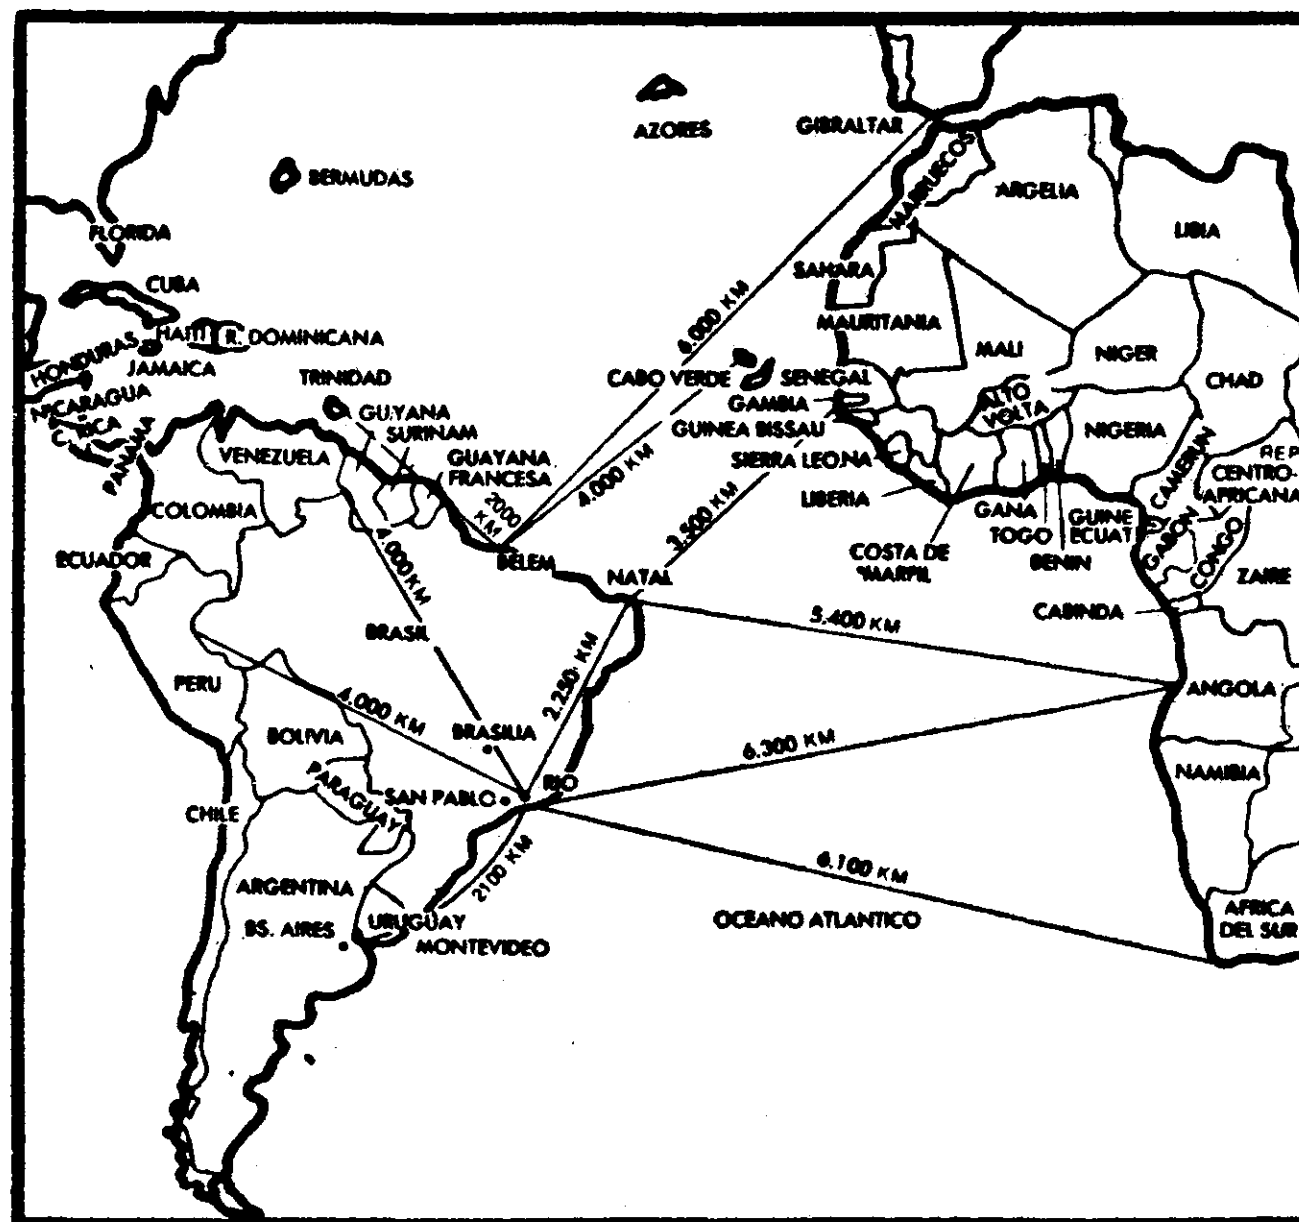 AZORES
GIBRALTAR
BERMUDAS
MARRUECOS
ARGELIA
LIBIA
FLORIDA
CUBA
SAHARA
HAITI
R. DOMINICANA
HONDURAS
JAMAICA
MAURITANIA
6.000 KM
MALI
NIGER
CHAD
TRINIDAD
CABO VERDE
SENEGAL
NICARAGUA
GAMBIA
ALTO
VOLTA
C. RICA
PANAMA
GUYANA
SURINAM
GUINEA BISSAU
NIGERIA
VENEZUELA
GUAYANA
FRANCESA
4.000 KM
SIERRA LEONA
CAMERUN
REP
CENTRO-
AFRICANA
LIBERIA
COLOMBIA
2000
KM
3.500 KM
GANA
TOGO
GUINE
ECUAT
GABON
CONGO
ECUADOR
4.000 KM
BELEM
COSTA DE
MARFIL
BENIN
ZAIRE
NATAL
CABINDA
5.400 KM
BRASIL
2.250 KM
PERU
4.000 KM
ANGOLA
BOLIVIA
BRASILIA
6.300 KM
NAMIBIA
PARAGUAY
SAN PABLO
RIO
CHILE
2100 KM
6.100 KM
ARGENTINA
BS. AIRES
URUGUAY
MONTEVIDEO
OCEANO ATLANTICO
AFRICA
DEL SUR